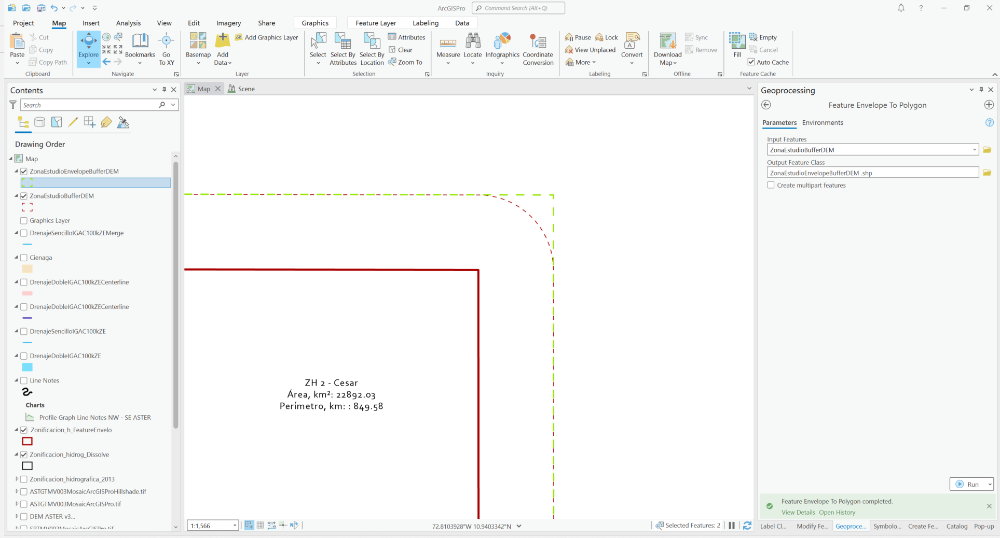 ArcGISPro
Command Search (Alt+Q)
Project
Map
Insert
Analysis
View
Edit
Imagery
Share
Graphics
Feature Layer
Labeling
Data
Paste
Cut
Copy
Copy Path
Clipboard
Explore
Bookmarks
Go
To XY
Navigate
Basemap
Add
Data
Add Graphics Layer
Layer
Select
Select By
Attributes
Select By
Location
Attributes
Clear
Zoom To
Selection
Measure
Locate
Infographics
Coordinate
Conversion
Inquiry
Pause
Lock
View Unplaced
More
Convert
Labeling
Download
Map
Sync
Remove
Offline
Fill
Empty
Cancel
Auto Cache
Feature Cache
Contents
Search
Drawing Order
Map
ZonaEstudioEnvelopeBufferDEM
ZonaEstudioBufferDEM
Graphics Layer
DrenajeSencilloIGAC100kZEMerge
Cienaga
DrenajeDobleIGAC100kZECenterline
DrenajeDobleIGAC100kZECenterline
DrenajeSencilloIGAC100kZE
DrenajeDobleIGAC100kZE
Line Notes
Charts
Profile Graph Line Notes NW - SE ASTER
Zonificacion_h_FeatureEnvelo
Zonificacion_hidrog_Dissolve
Zonificacion_hidrografica_2013
ASTGTMV003MosaicArcGISProHillshade.tif
ASTGTMV003MosaicArcGISPro.tif
DEM ASTER v3...
SRTMV003MosaicArcGISPro.tif
Map
Scene
ZH 2 - Cesar
Área, km²: 22892.03
Perímetro, km: : 849.58
1:1,566
72.8103928°W 10.9403342°N
Selected Features: 2
Geoprocessing
Feature Envelope To Polygon
Parameters
Environments
Input Features
ZonaEstudioBufferDEM
Output Feature Class
ZonaEstudioEnvelopeBufferDEM .shp
Create multipart features
Run
Feature Envelope To Polygon completed.
View Details Open History
Label Cl...
Modify Fe...
Geoproce...
Symbolo...
Create Fe...
Catalog
Pop-up